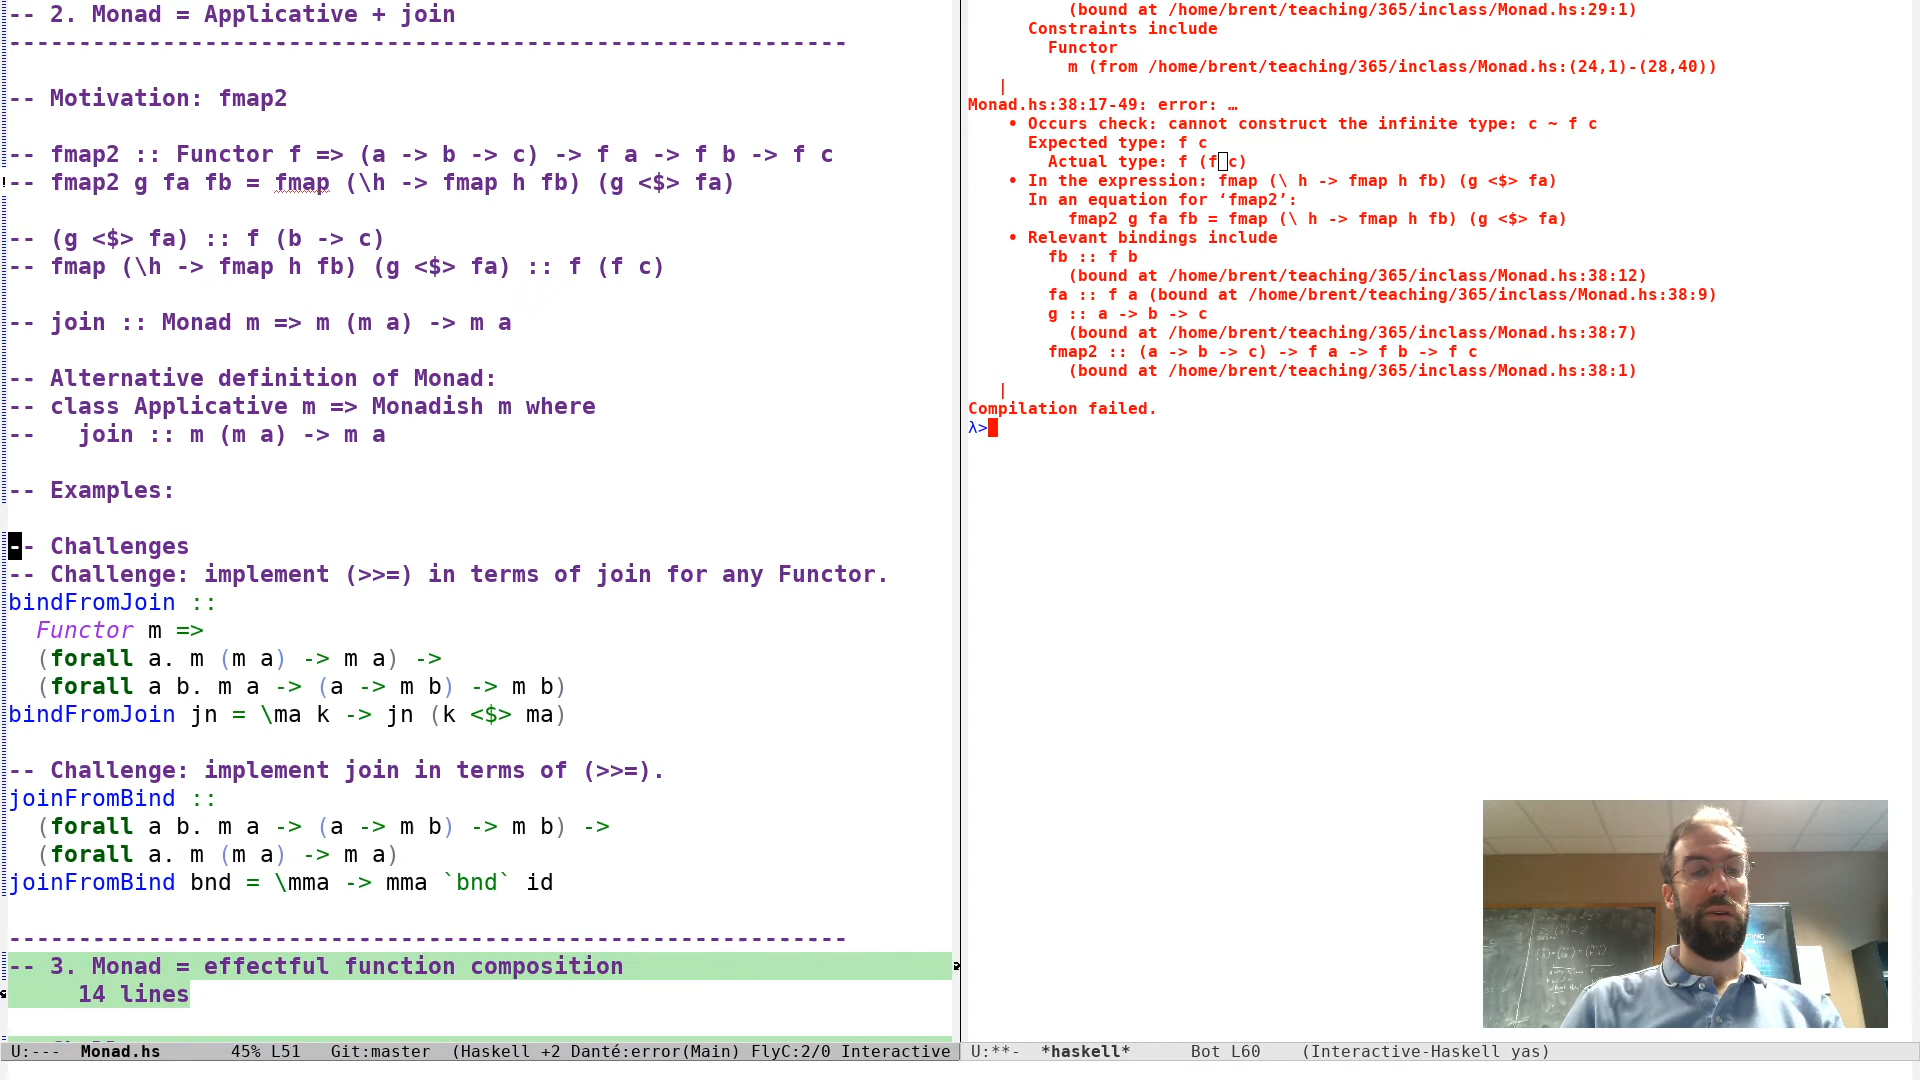 -- 2. Monad = Applicative + join
------------------------------------------------------------

-- Motivation: fmap2

-- fmap2 :: Functor f => (a -> b -> c) -> f a -> f b -> f c
!-- fmap2 g fa fb = fmap (\h -> fmap h fb) (g <$> fa)

-- (g <$> fa) :: f (b -> c)
-- fmap (\h -> fmap h fb) (g <$> fa) :: f (f c)

-- join :: Monad m => m (m a) -> m a

-- Alternative definition of Monad:
-- class Applicative m => Monadish m where
--   join :: m (m a) -> m a

-- Examples:

-- Challenges
-- Challenge: implement (>>=) in terms of join for any Functor.
bindFromJoin ::
  Functor m =>
  (forall a. m (m a) -> m a) ->
  (forall a b. m a -> (a -> m b) -> m b)
bindFromJoin jn = \ma k -> jn (k <$> ma)

-- Challenge: implement join in terms of (>>=).
joinFromBind ::
  (forall a b. m a -> (a -> m b) -> m b) ->
  (forall a. m (m a) -> m a)
joinFromBind bnd = \mma -> mma `bnd` id

------------------------------------------------------------
-- 3. Monad = effectful function composition
     14 lines
U:---  Monad.hs      45% L51   Git:master  (Haskell +2 Danté:error(Main) FlyC:2/0 Interactive
(bound at /home/brent/teaching/365/inclass/Monad.hs:29:1)
Constraints include
Functor
m (from /home/brent/teaching/365/inclass/Monad.hs:(24,1)-(28,40))
|
Monad.hs:38:17-49: error: …
• Occurs check: cannot construct the infinite type: c ~ f c
Expected type: f c
Actual type: f (f c)
• In the expression: fmap (\ h -> fmap h fb) (g <$> fa)
In an equation for ‘fmap2’:
fmap2 g fa fb = fmap (\ h -> fmap h fb) (g <$> fa)
• Relevant bindings include
fb :: f b
(bound at /home/brent/teaching/365/inclass/Monad.hs:38:12)
fa :: f a (bound at /home/brent/teaching/365/inclass/Monad.hs:38:9)
g :: a -> b -> c
(bound at /home/brent/teaching/365/inclass/Monad.hs:38:7)
fmap2 :: (a -> b -> c) -> f a -> f b -> f c
(bound at /home/brent/teaching/365/inclass/Monad.hs:38:1)
|
Compilation failed.
λ>
U:**-  *haskell*      Bot L60    (Interactive-Haskell yas)